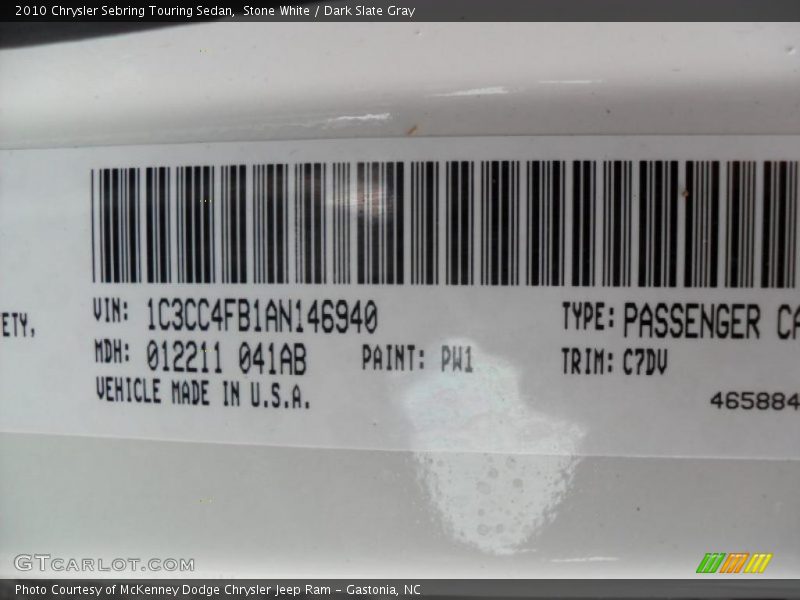 2010 Chrysler Sebring Touring Sedan, Stone White / Dark Slate Gray
ETY,
VIN: 1C3CC4FB1AN146940
TYPE: PASSENGER CA
MDH: 012211 041AB
PAINT: PW1
TRIM: C7DV
VEHICLE MADE IN U.S.A.
465884
GTCARLOT.COM
Photo Courtesy of McKenney Dodge Chrysler Jeep Ram - Gastonia, NC